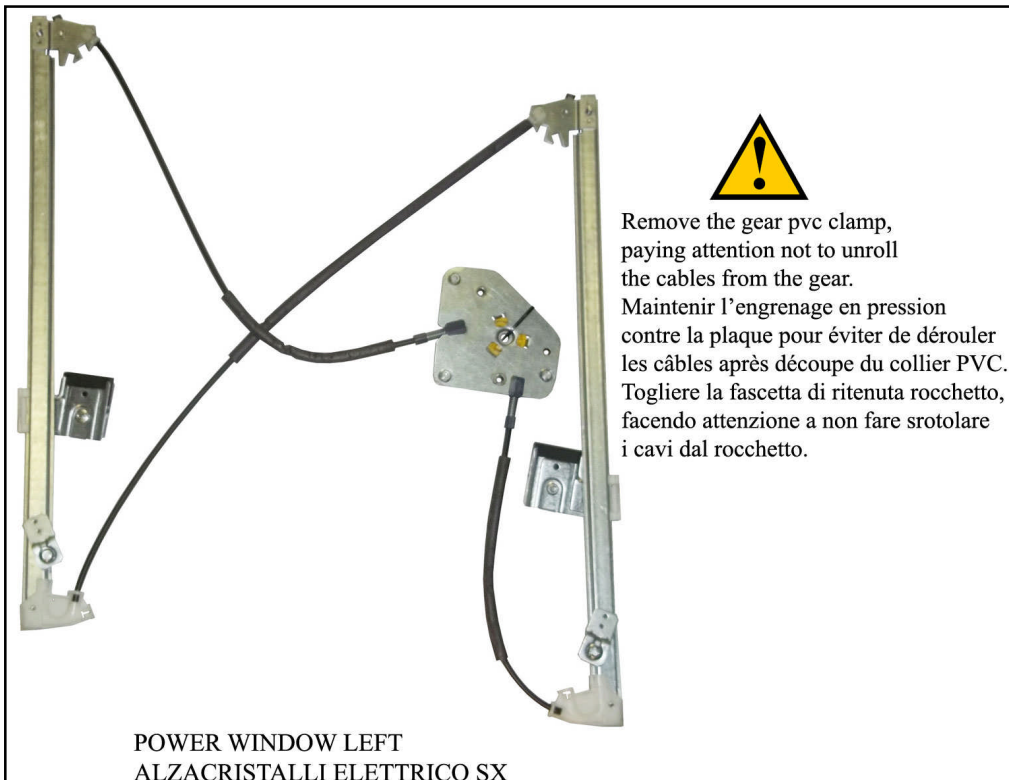 Remove the gear pvc clamp,
paying attention not to unroll
the cables from the gear.
Maintenir l’engrenage en pression
contre la plaque pour éviter de dérouler
les câbles après découpe du collier PVC.
Togliere la fascetta di ritenuta rocchetto,
facendo attenzione a non fare srotolare
i cavi dal rocchetto.
POWER WINDOW LEFT
ALZACRISTALLI ELETTRICO SX